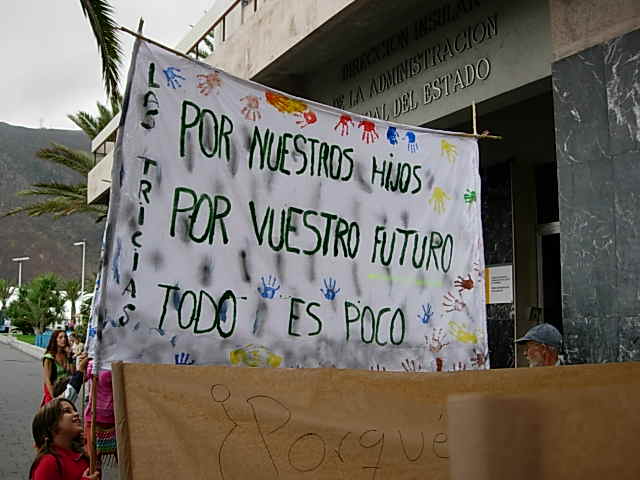 DIRECCION INSULAR
DE LA ADMINISTRACION
DEL ESTADO
LAS TRICIAS
POR NUESTROS HIJOS
POR VUESTRO FUTURO
TODO ES POCO
¿Porqué